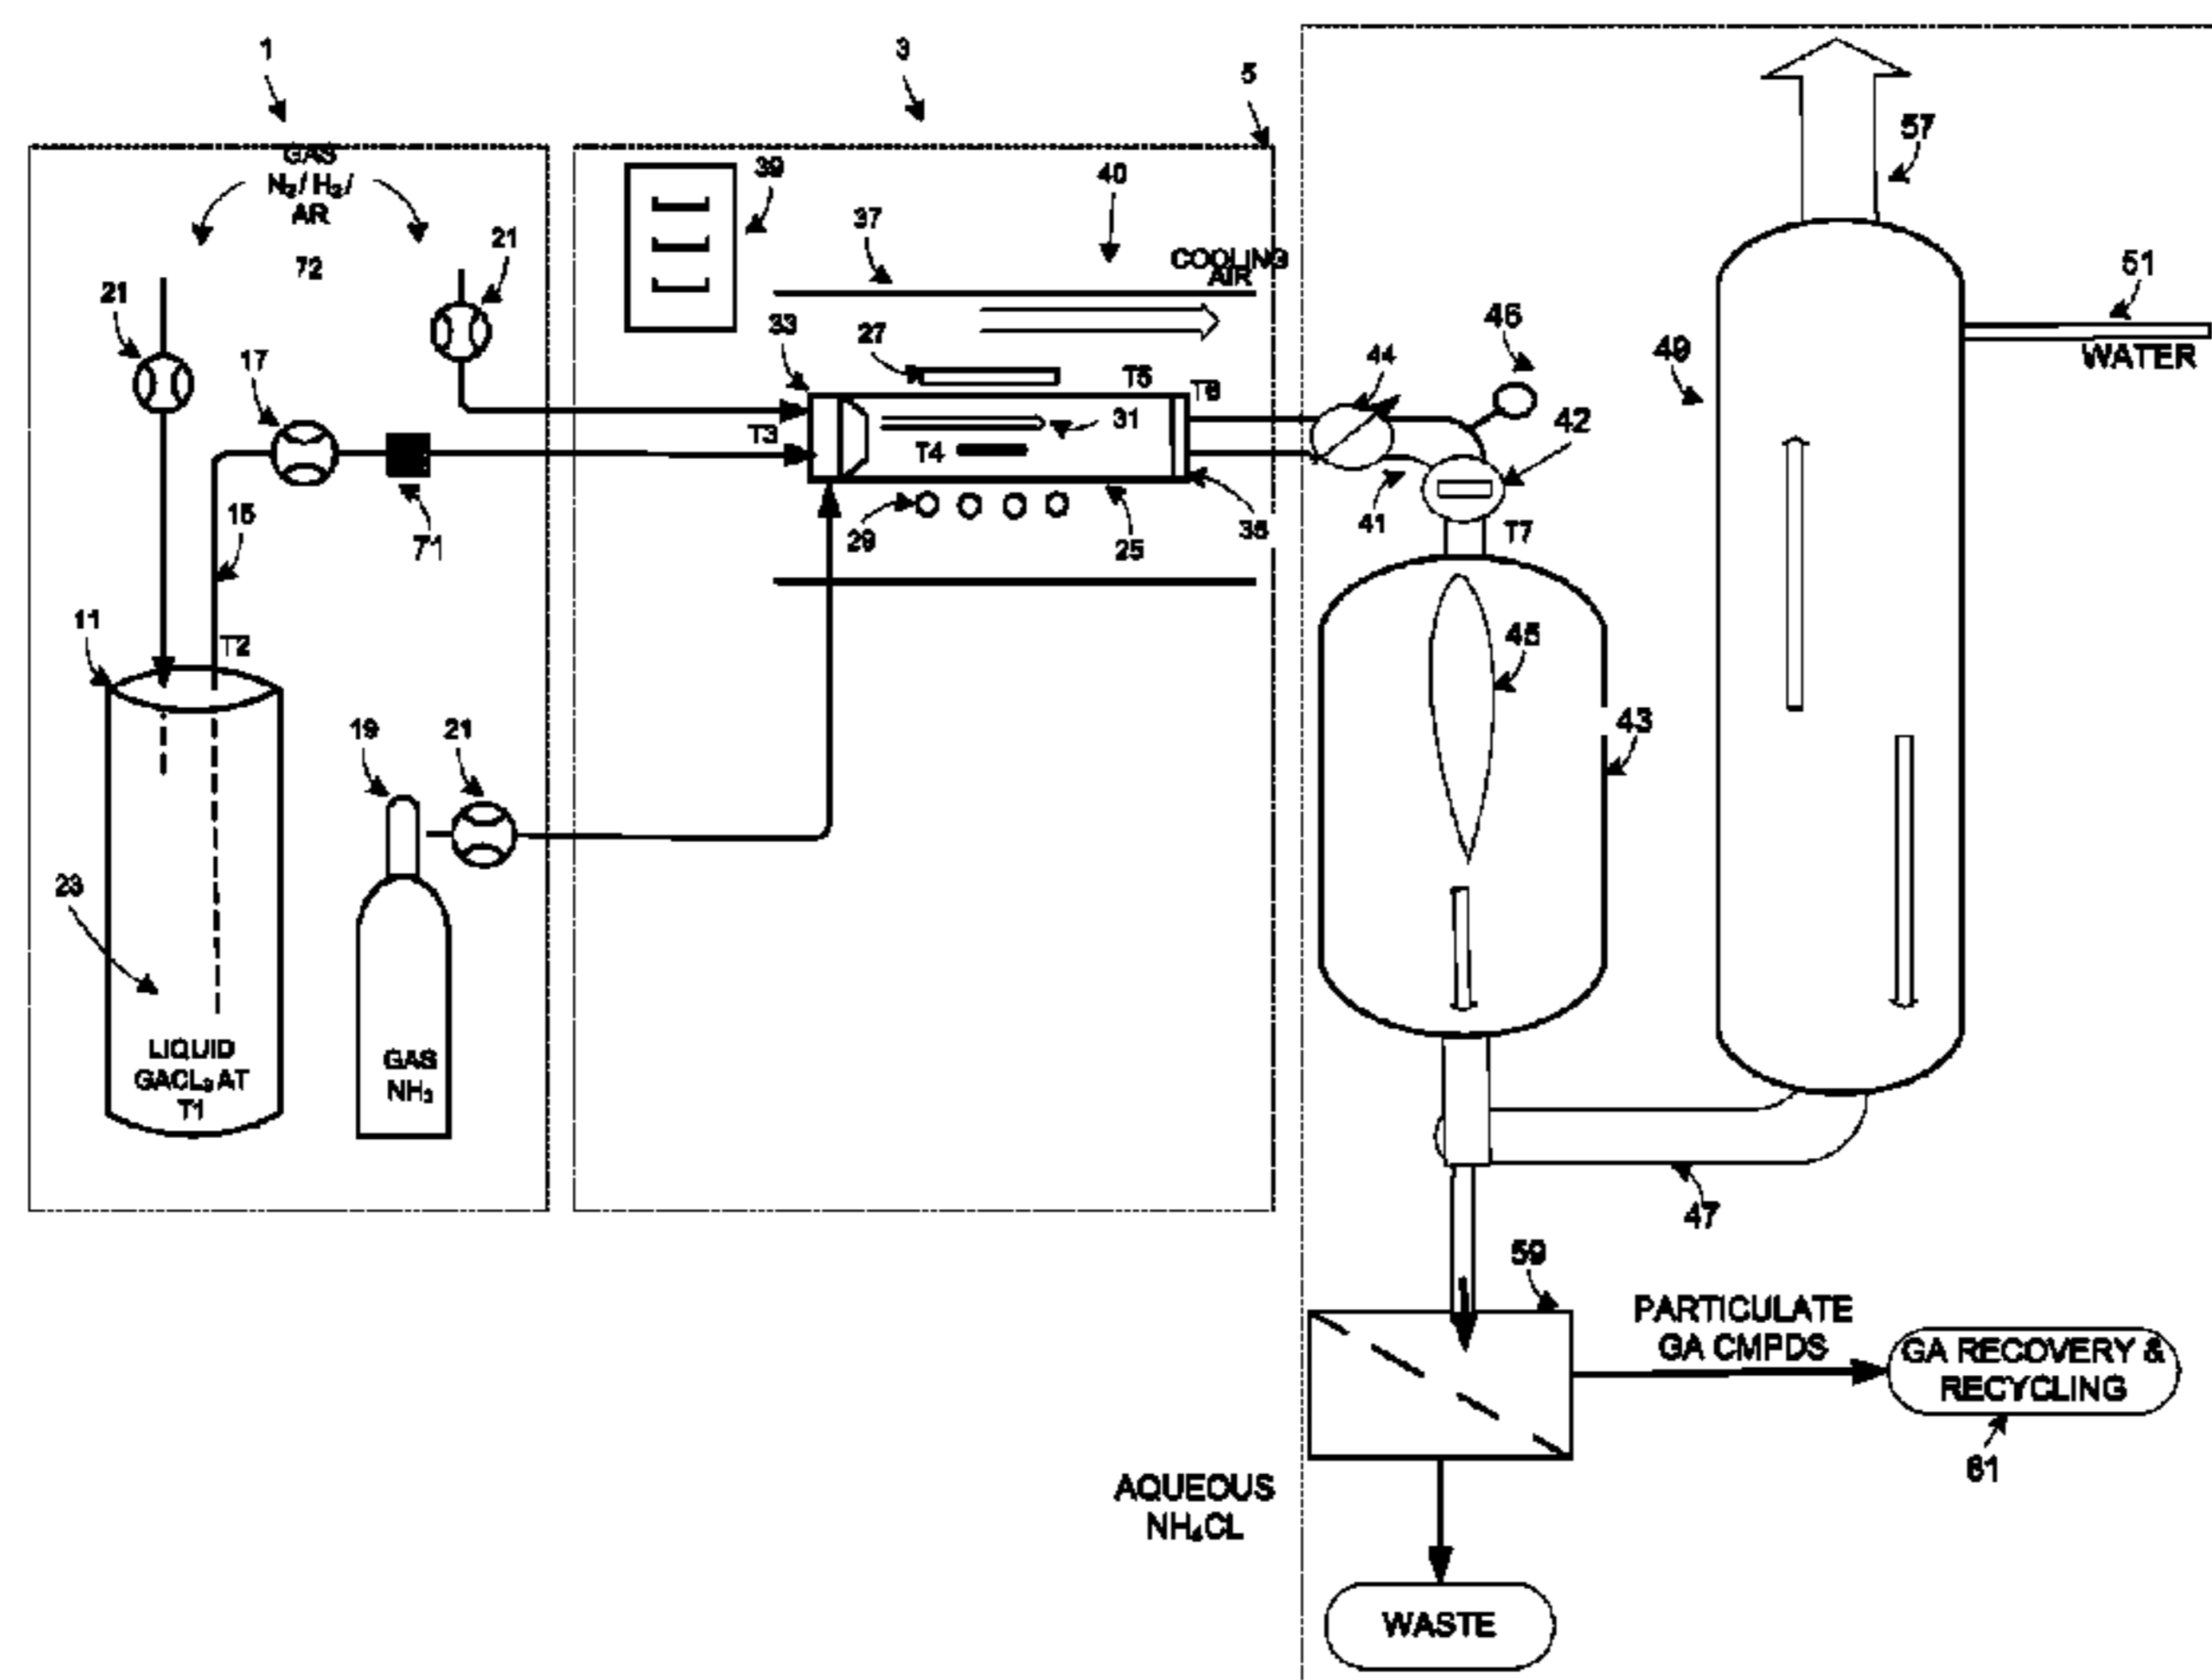 1
3
5
GAS
N₂/ H₂/
AR
72
21
21
17
71
15
11
T2
19
21
23
LIQUID
GACL₃ AT
T1
GAS
NH₃
39
37
40
COOLING
AIR
33
27
T5
T6
T3
31
T4
29
25
35
44
46
42
41
T7
45
43
49
57
51
WATER
47
59
PARTICULATE
GA CMPDS
GA RECOVERY &
RECYCLING
61
AQUEOUS
NH₄CL
WASTE